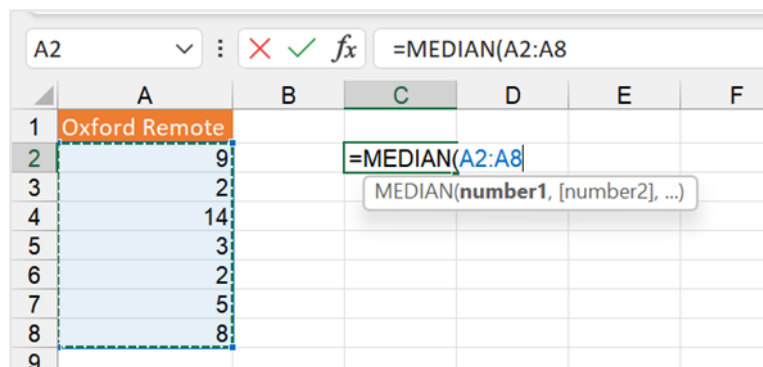 A2 =MEDIAN(A2:A8
A B C D E F
1 Oxford Remote
2 9 =MEDIAN(A2:A8
3 2 MEDIAN(number1, [number2], ...)
4 14
5 3
6 2
7 5
8 8
9